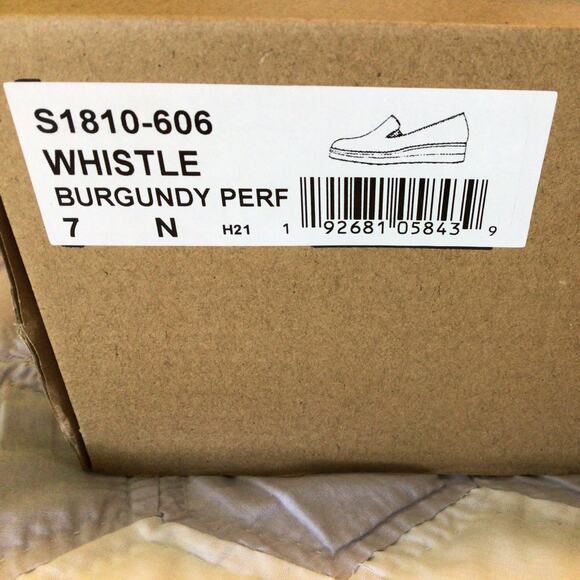 S1810-606
WHISTLE
BURGUNDY PERF
7 N H21 1 92681 05843 9